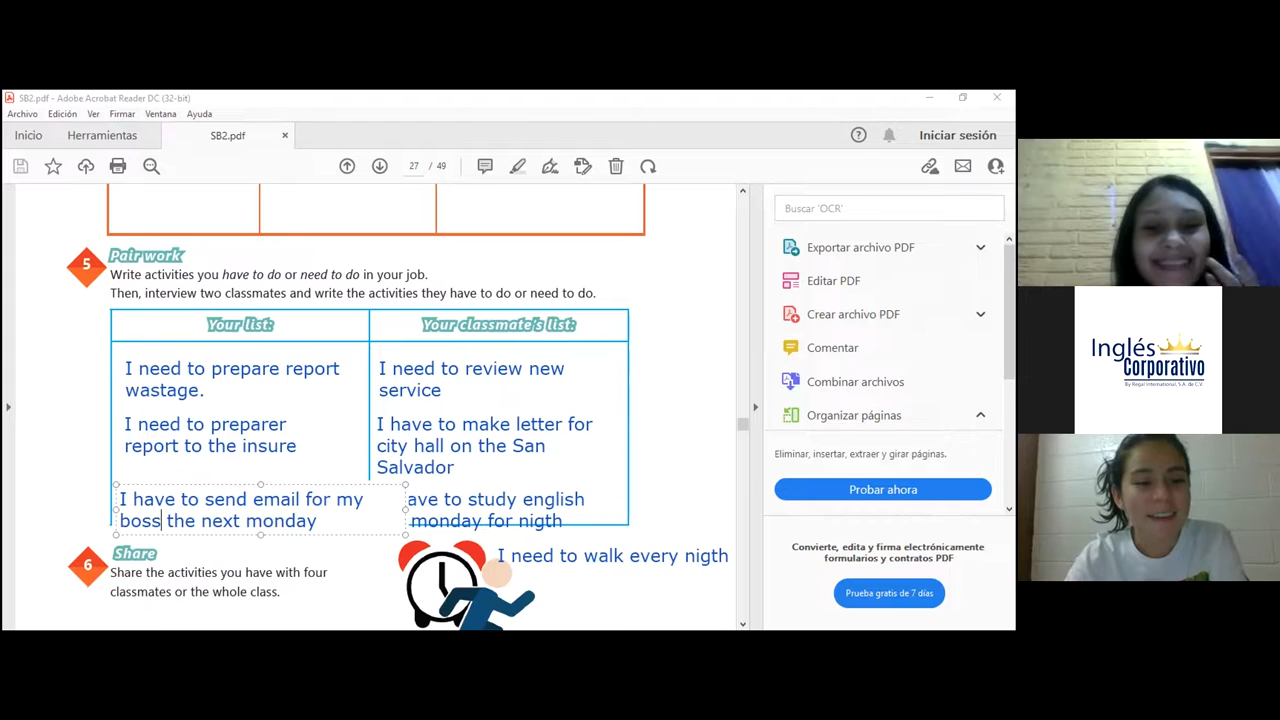 SB2.pdf - Adobe Acrobat Reader DC (32-bit)
Archivo Edición Ver Firmar Ventana Ayuda
Inicio Herramientas SB2.pdf × Iniciar sesión
27 / 49
Buscar 'OCR'
Exportar archivo PDF
Editar PDF
Crear archivo PDF
Comentar
Combinar archivos
Organizar páginas
Eliminar, insertar, extraer y girar páginas.
Probar ahora
Convierte, edita y firma electrónicamente
formularios y contratos PDF
Prueba gratis de 7 días
5 Pair work
Write activities you have to do or need to do in your job.
Then, interview two classmates and write the activities they have to do or need to do.
Your list:
I need to prepare report
wastage.
I need to preparer
report to the insure
I have to send email for my
boss the next monday
Your classmate's list:
I need to review new
service
I have to make letter for
city hall on the San
Salvador
ave to study english
monday for nigth
I need to walk every nigth
6 Share
Share the activities you have with four
classmates or the whole class.
Inglés
Corporativo
By Regal International, S.A. de C.V.